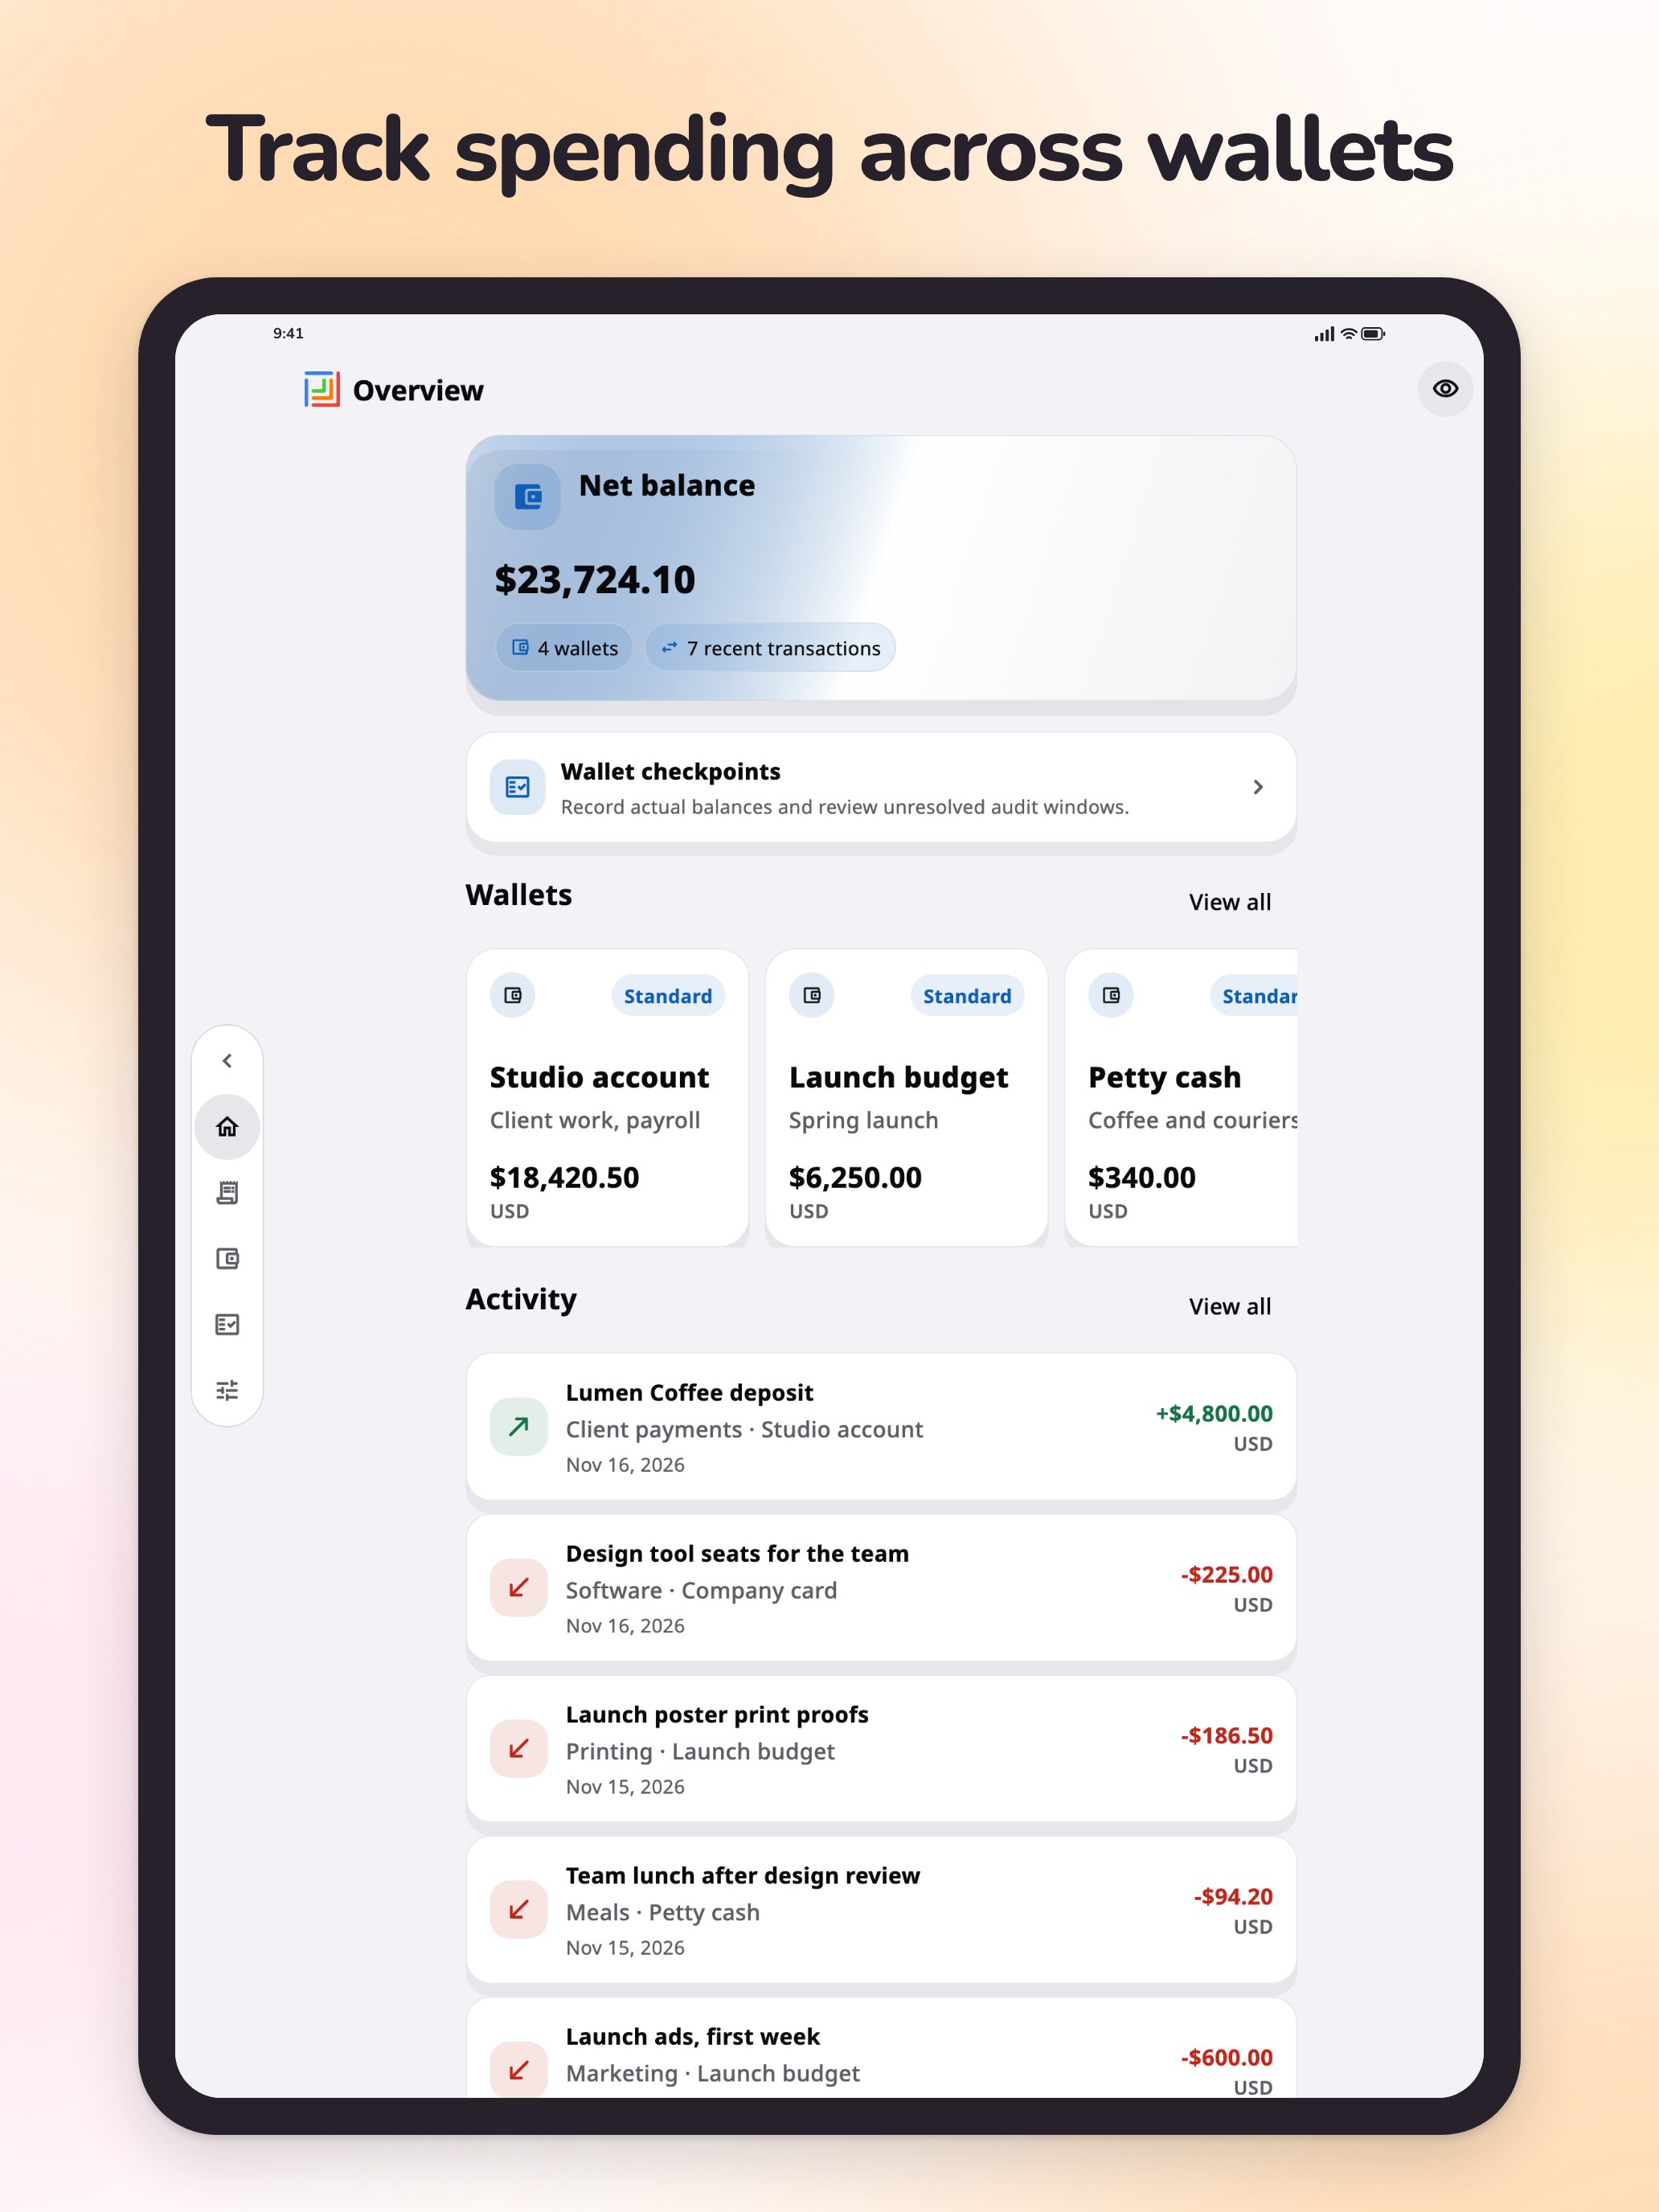 Track spending across wallets
9:41
Overview
Net balance
$23,724.10
4 wallets
7 recent transactions
Wallet checkpoints
Record actual balances and review unresolved audit windows.
Wallets
View all
Standard
Studio account
Client work, payroll
$18,420.50
USD
Standard
Launch budget
Spring launch
$6,250.00
USD
Standar
Petty cash
Coffee and couriers
$340.00
USD
Activity
View all
Lumen Coffee deposit
Client payments · Studio account
Nov 16, 2026
+$4,800.00
USD
Design tool seats for the team
Software · Company card
Nov 16, 2026
-$225.00
USD
Launch poster print proofs
Printing · Launch budget
Nov 15, 2026
-$186.50
USD
Team lunch after design review
Meals · Petty cash
Nov 15, 2026
-$94.20
USD
Launch ads, first week
Marketing · Launch budget
-$600.00
USD